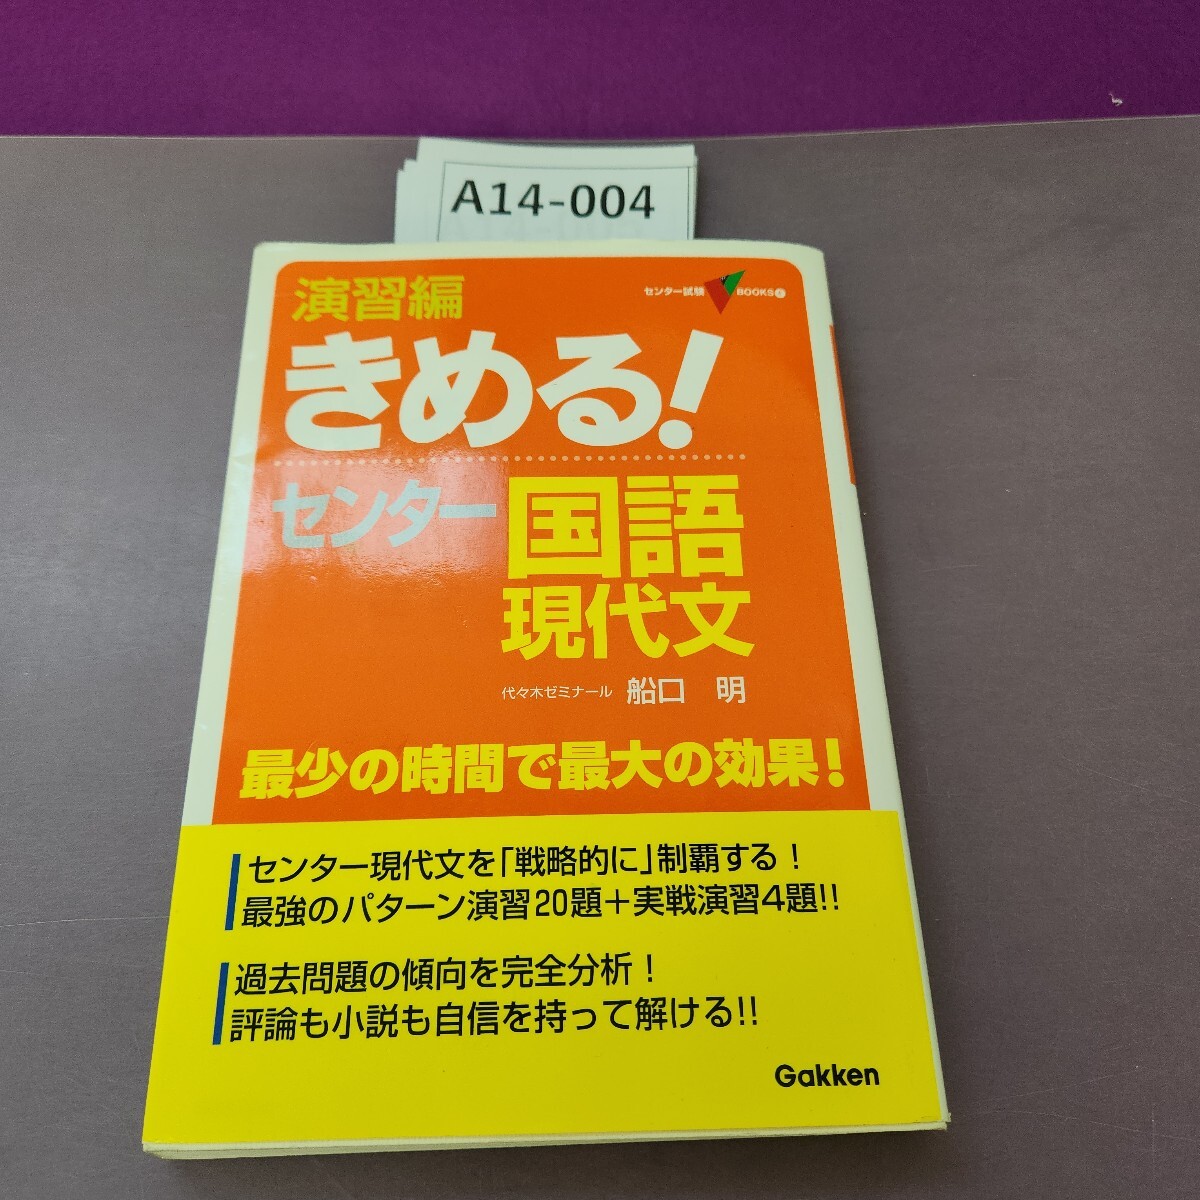 A14-004
演習編
センター試験 V BOOKS
きめる!
センター 国語
現代文
代々木ゼミナール 船口 明
最少の時間で最大の効果!
センター現代文を「戦略的に」制覇する!
最強のパターン演習20題+実戦演習4題!!
過去問題の傾向を完全分析!
評論も小説も自信を持って解ける!!
Gakken